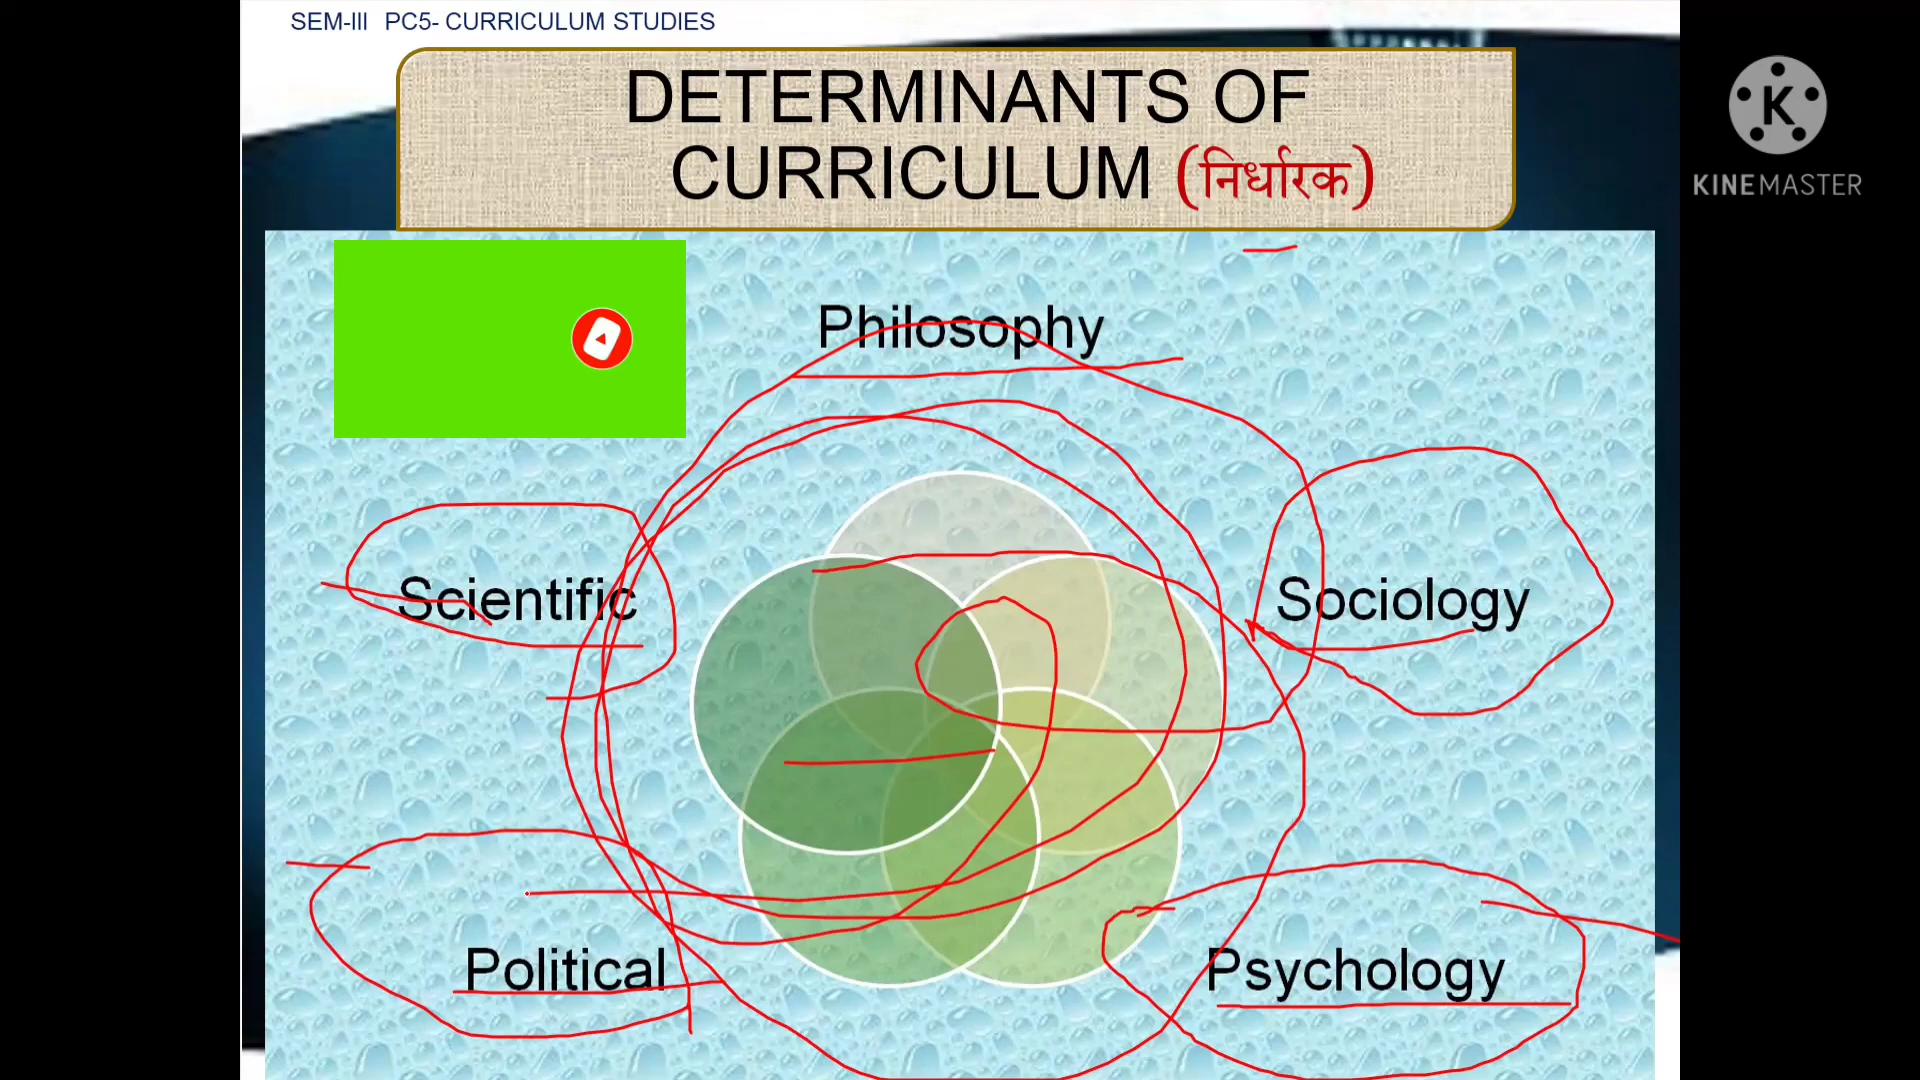 SEM-III PC5- CURRICULUM STUDIES
DETERMINANTS OF
CURRICULUM (निर्धारक)
K
KINEMASTER
Philosophy
Scientific
Sociology
Political
Psychology